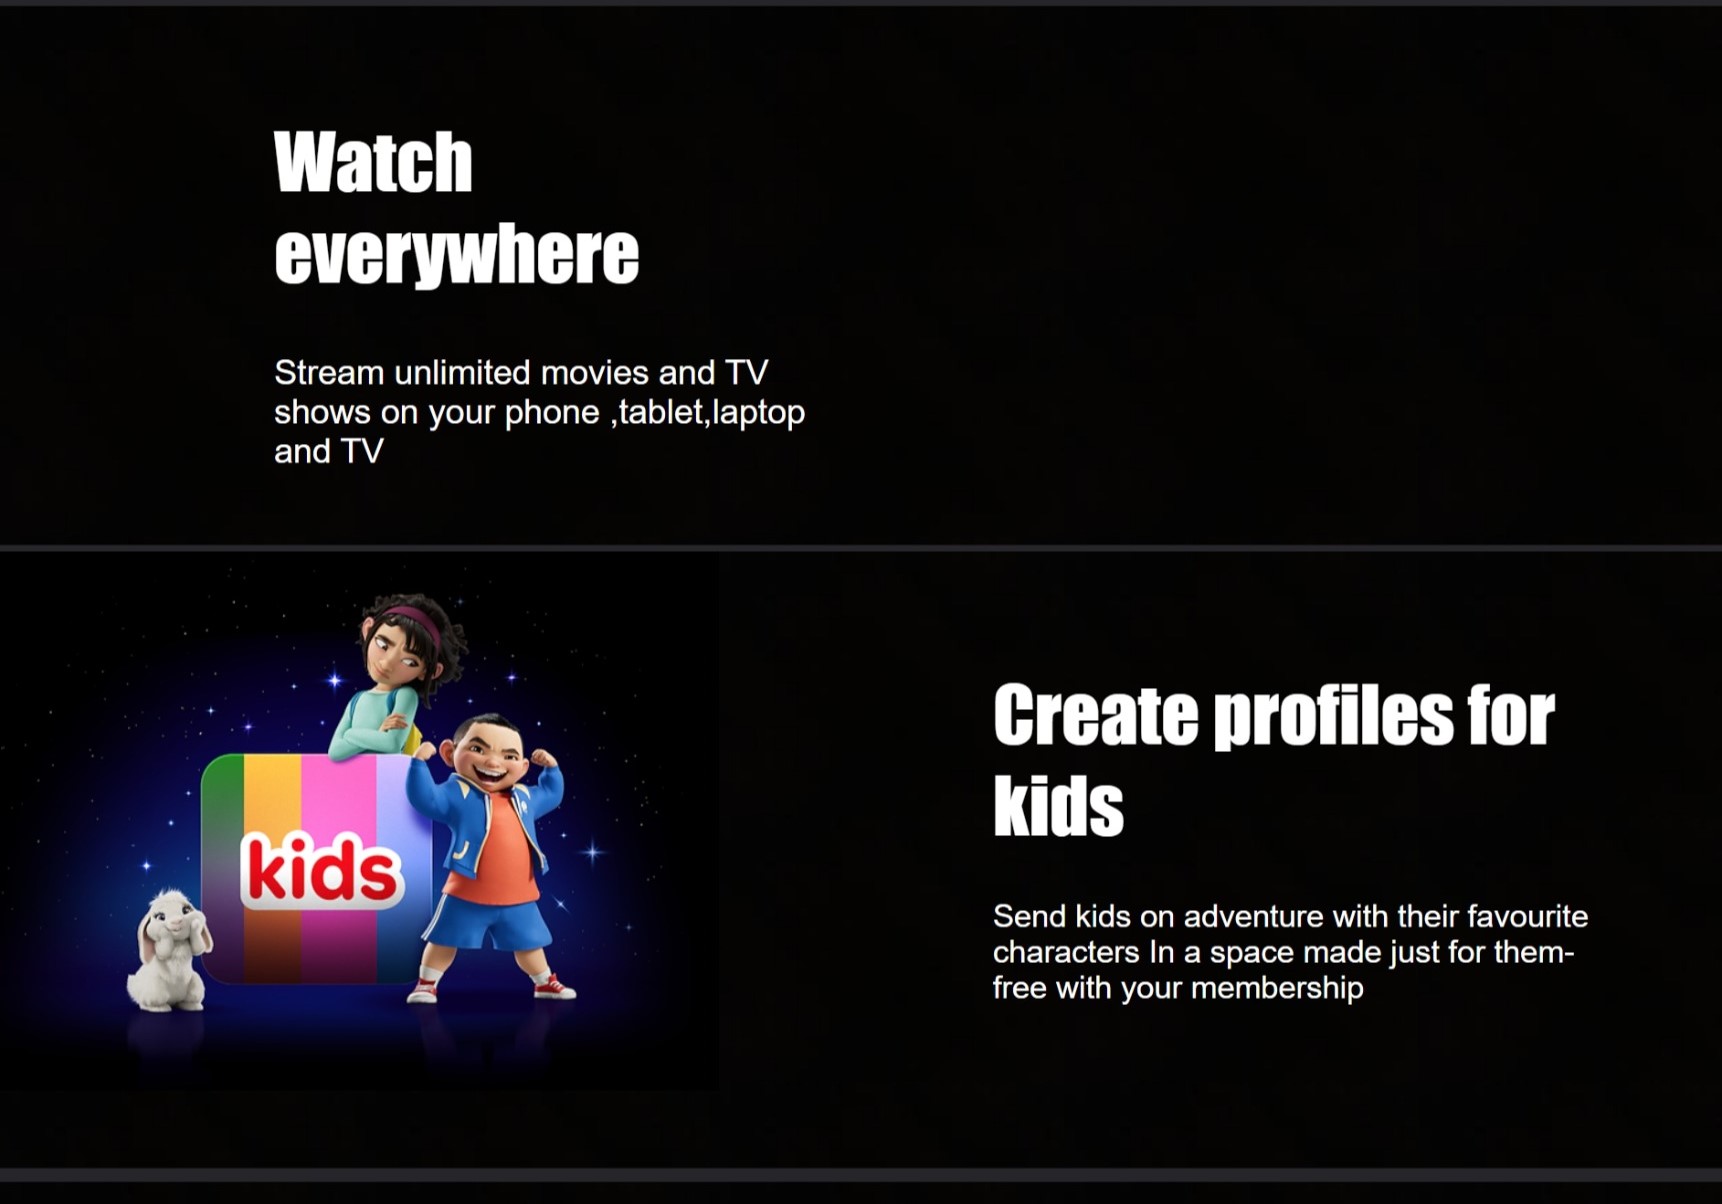 Watch
everywhere
Stream unlimited movies and TV
shows on your phone ,tablet,laptop
and TV
kids
Create profiles for
kids
Send kids on adventure with their favourite
characters In a space made just for them-
free with your membership